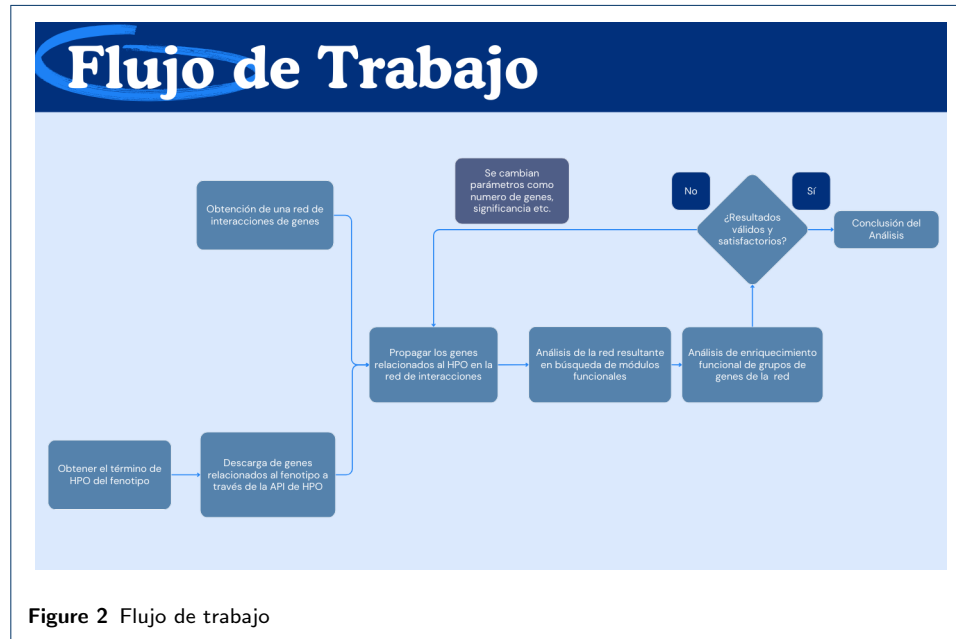 Flujo de Trabajo
Se cambian
parámetros como
numero de genes,
significancia etc.
No
Sí
¿Resultados
válidos y
satisfactorios?
Conclusión del
Análisis
Obtención de una red de
interacciones de genes
Propagar los genes
relacionados al HPO en la
red de interacciones
Análisis de la red resultante
en búsqueda de módulos
funcionales
Análisis de enriquecimiento
funcional de grupos de
genes de la red
Obtener el término de
HPO del fenotipo
Descarga de genes
relacionados al fenotipo a
través de la API de HPO
Figure 2 Flujo de trabajo